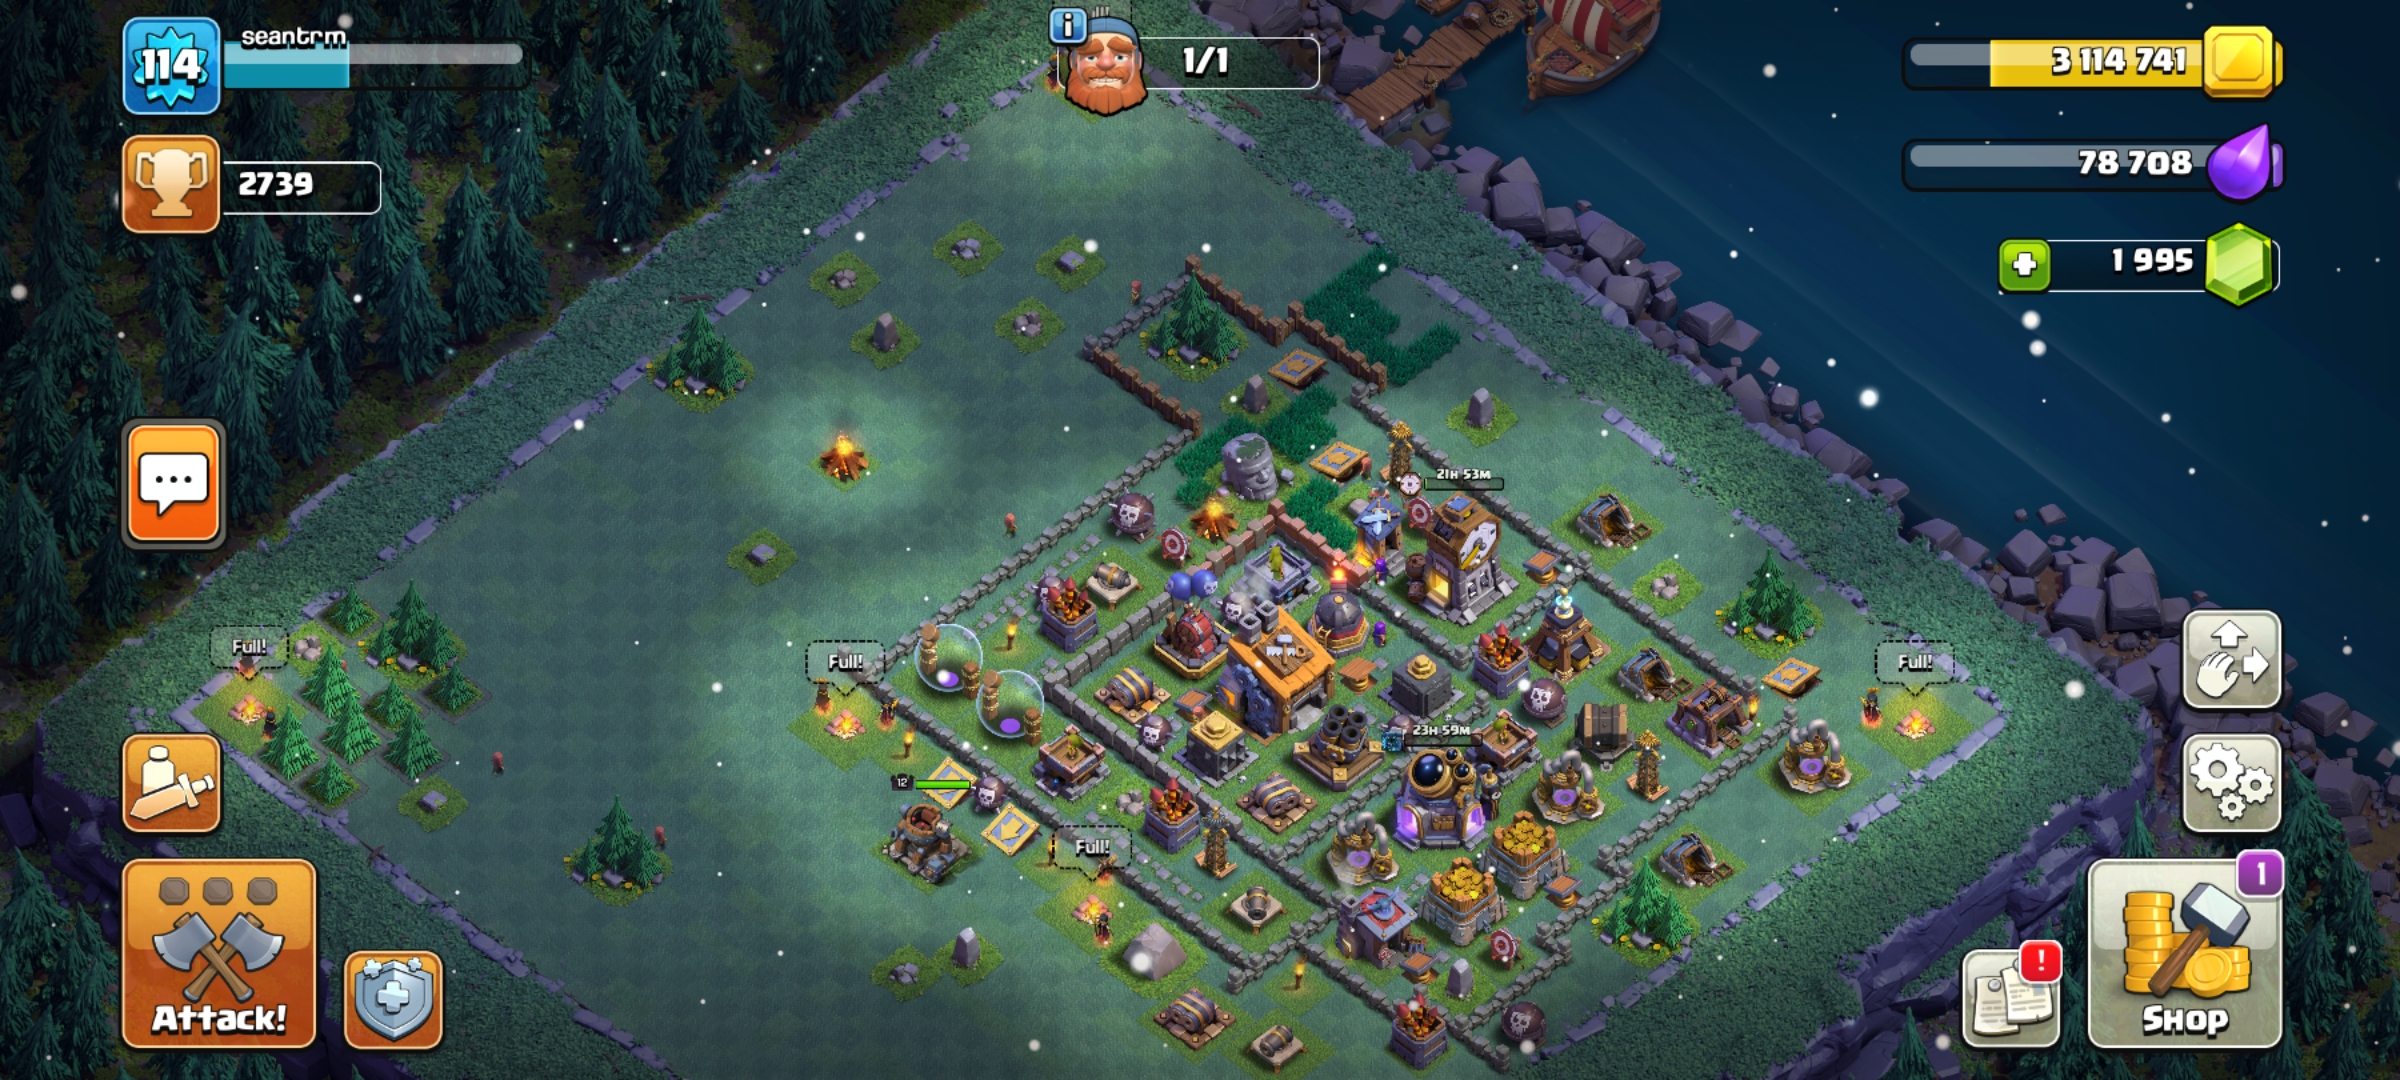 114
seantrm
i
1/1
3 114 741
2739
78 708
1 995
21H 53M
Full!
Full!
Full!
23H 59M
12
Full!
Attack!
1
!
Shop